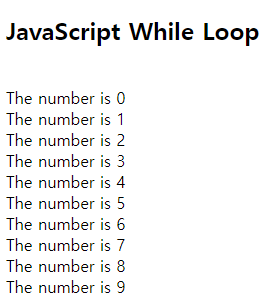 JavaScript While Loop
The number is 0
The number is 1
The number is 2
The number is 3
The number is 4
The number is 5
The number is 6
The number is 7
The number is 8
The number is 9